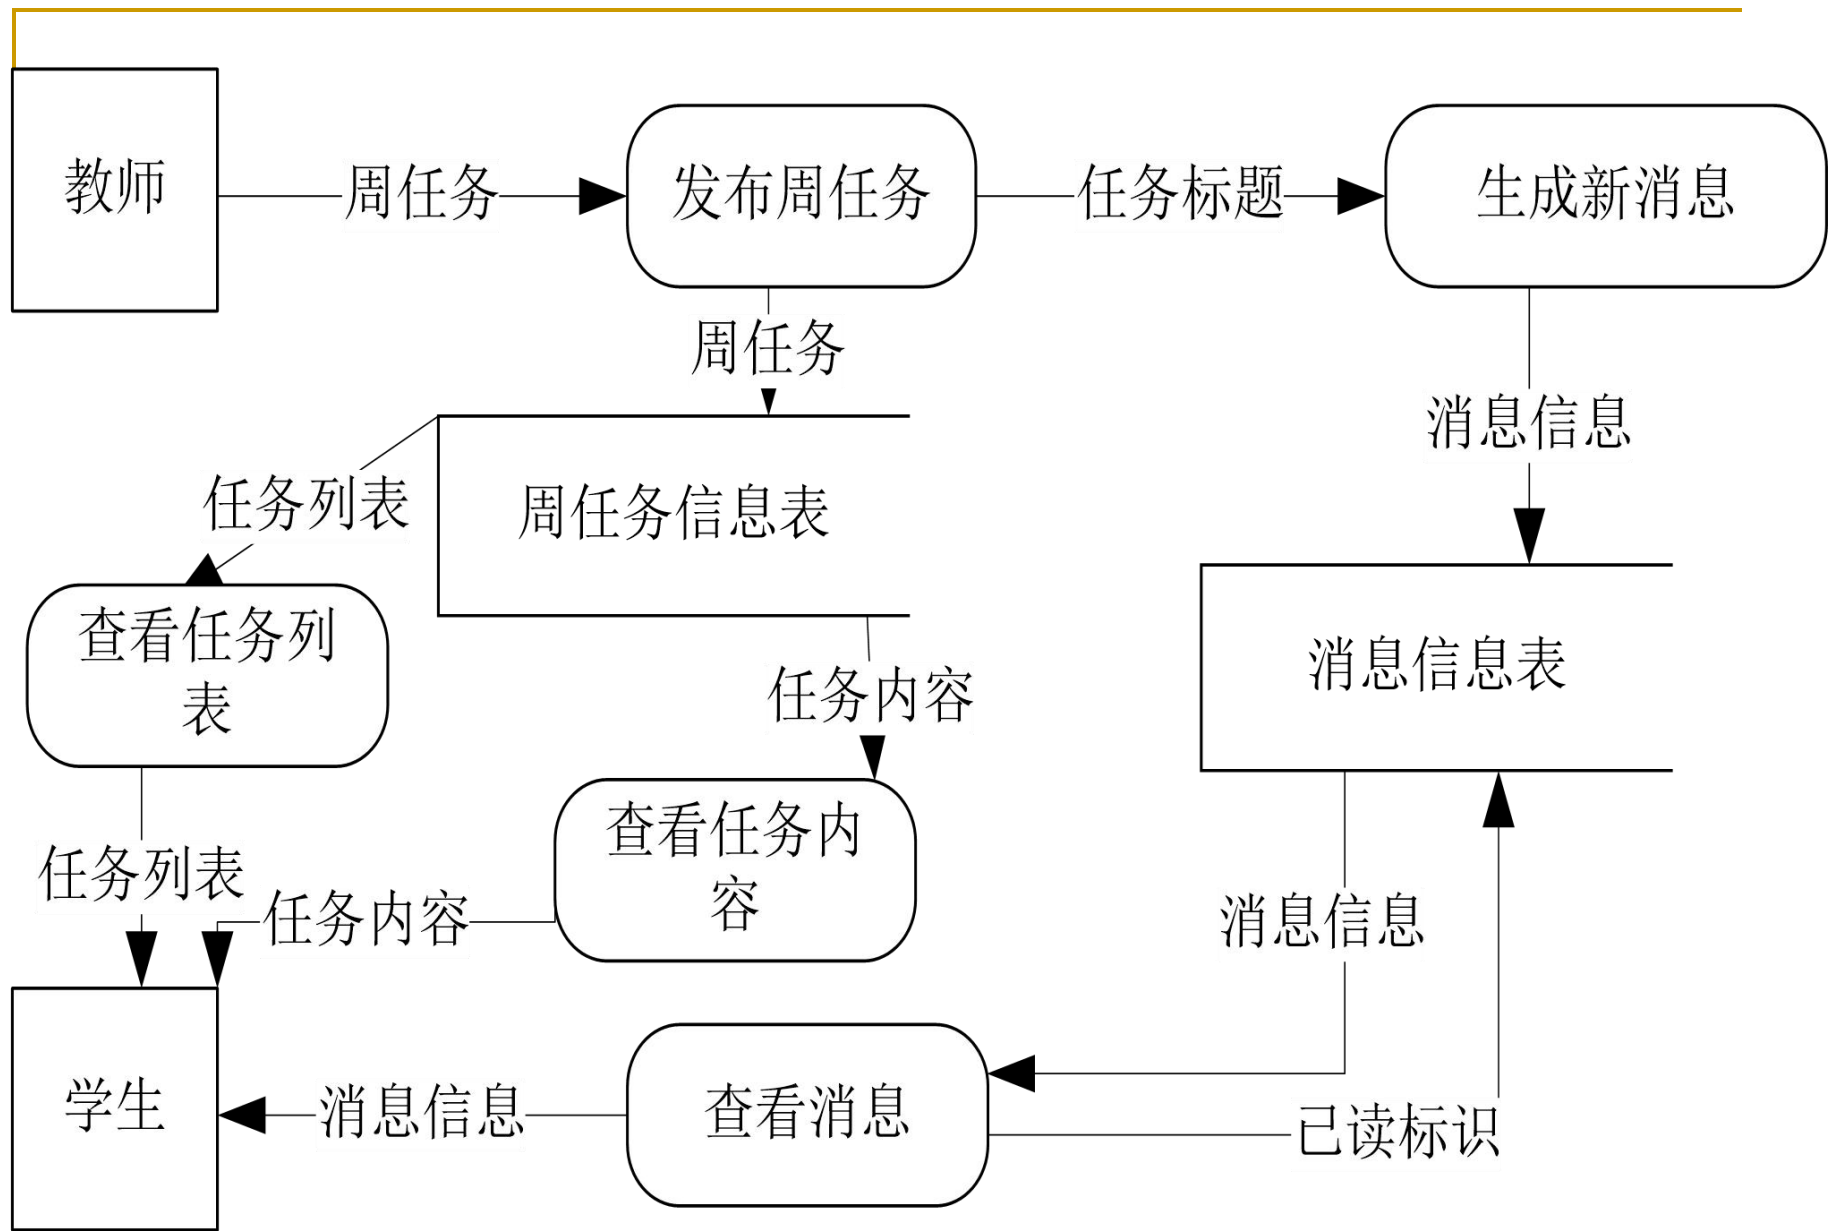 教师
周任务
发布周任务
任务标题
生成新消息
周任务
消息信息
任务列表
周任务信息表
查看任务列
表
消息信息表
任务内容
查看任务内
容
任务列表
任务内容
消息信息
学生
消息信息
查看消息
已读标识